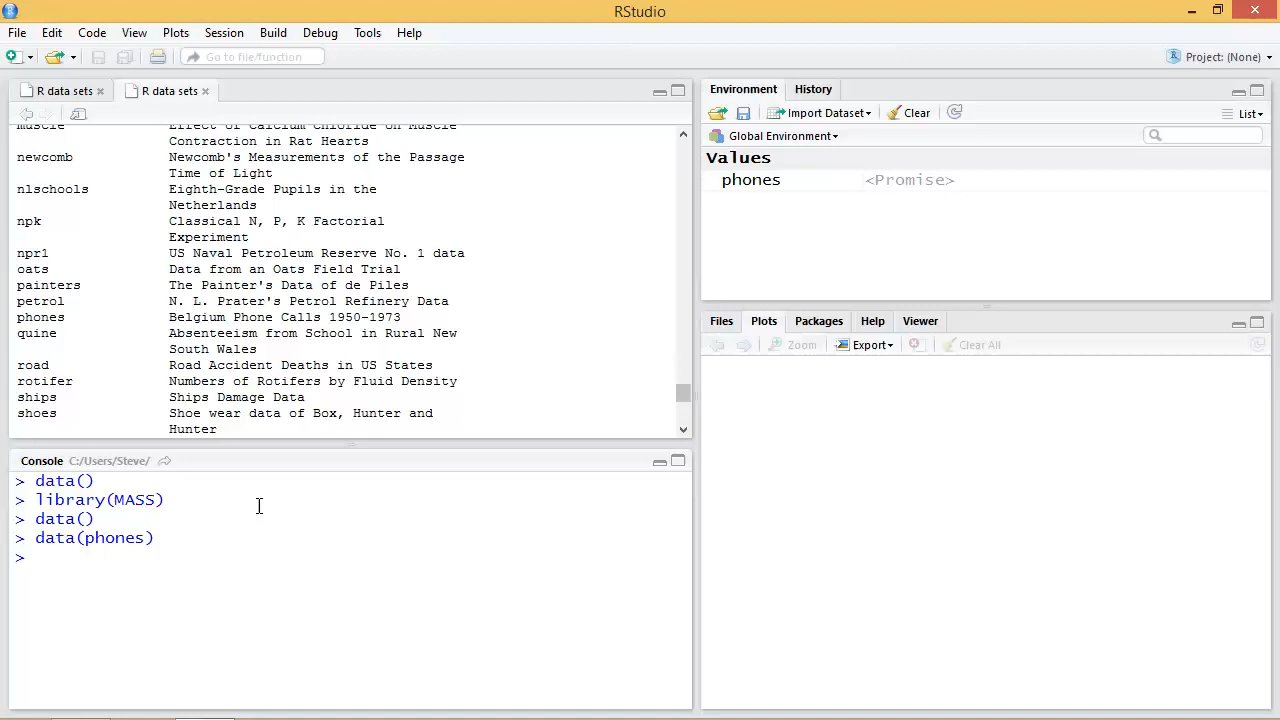 RStudio
File Edit Code View Plots Session Build Debug Tools Help
Go to file/function
Project: (None)
R data sets R data sets
muscle Effect of Calcium Chloride on Muscle
Contraction in Rat Hearts
newcomb Newcomb's Measurements of the Passage
Time of Light
nlschools Eighth-Grade Pupils in the
Netherlands
npk Classical N, P, K Factorial
Experiment
npr1 US Naval Petroleum Reserve No. 1 data
oats Data from an Oats Field Trial
painters The Painter's Data of de Piles
petrol N. L. Prater's Petrol Refinery Data
phones Belgium Phone Calls 1950-1973
quine Absenteeism from School in Rural New
South Wales
road Road Accident Deaths in US States
rotifer Numbers of Rotifers by Fluid Density
ships Ships Damage Data
shoes Shoe wear data of Box, Hunter and
Hunter
Console C:/Users/Steve/
> data()
> library(MASS)
> data()
> data(phones)
>
Environment History
Import Dataset Clear List
Global Environment
Values
phones <Promise>
Files Plots Packages Help Viewer
Zoom Export Clear All